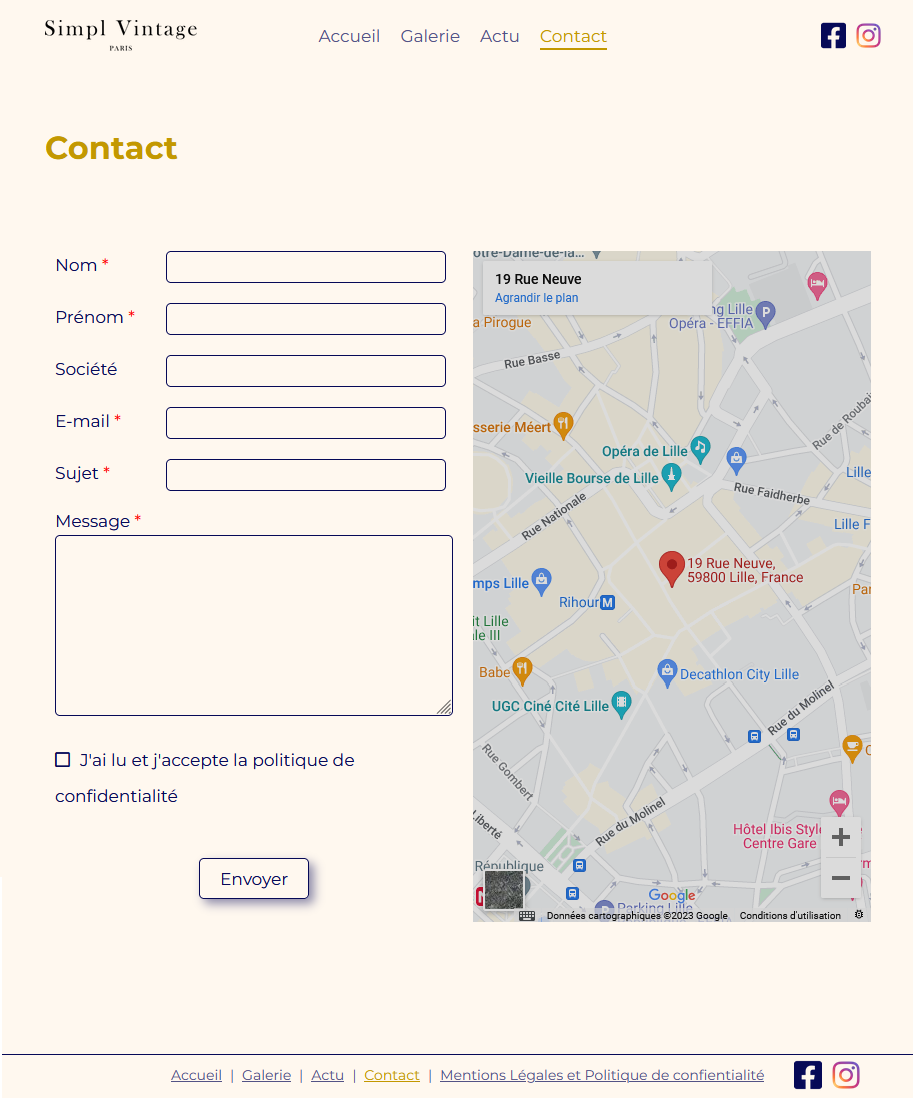 Simpl Vintage
PARIS
Accueil Galerie Actu Contact
Contact
Nom *
Prénom *
Société
E-mail *
Sujet *
Message *
J'ai lu et j'accepte la politique de
confidentialité
Envoyer
otre-Dame-de-la...
19 Rue Neuve
Agrandir le plan
ng Lille
Opéra - EFFIA
P
a Pirogue
Rue Basse
Rue de Roubai
sserie Méert
Opéra de Lille
Vieille Bourse de Lille
Lille
Rue Faidherbe
Rue Nationale
Lille F
19 Rue Neuve,
59800 Lille, France
mps Lille
Rihour M
Par
it Lille
le III
Babe
Decathlon City Lille
UGC Ciné Cité Lille
Rue du Molinel
Rue Gombert
Liberté
Rue du Molinel
Hôtel Ibis Style
Centre Gare
République
Google
Parking Lille
Données cartographiques ©2023 Google Conditions d'utilisation
Accueil | Galerie | Actu | Contact | Mentions Légales et Politique de confientialité